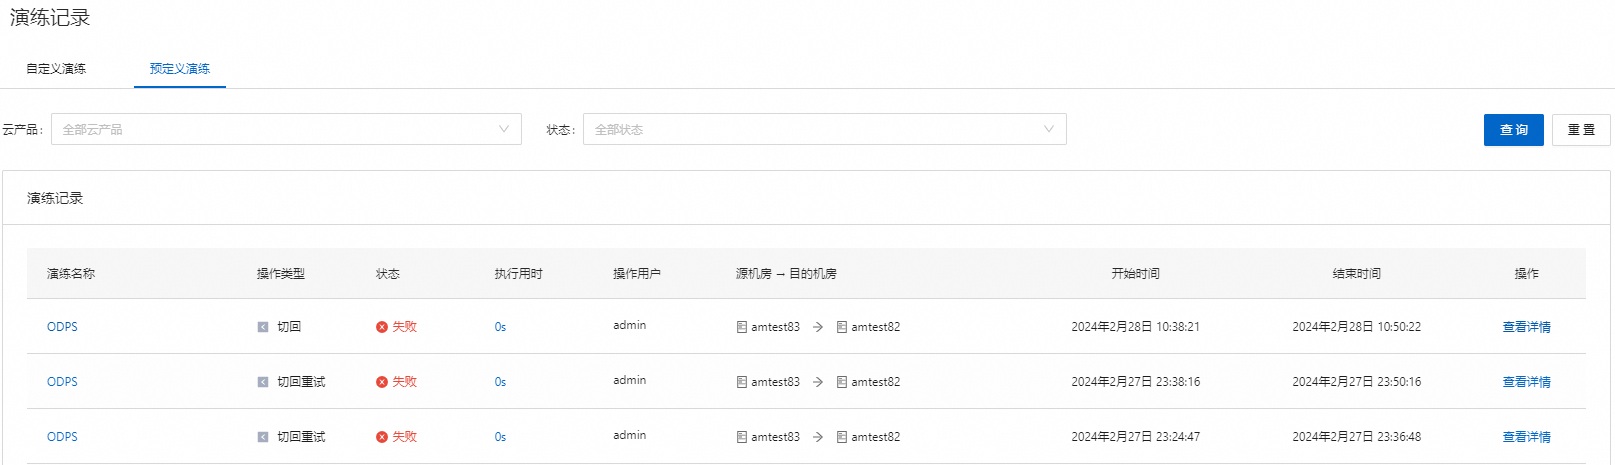 演练记录
自定义演练 预定义演练
云产品： 全部云产品 状态： 全部状态 查 询 重 置
演练记录
演练名称 操作类型 状态 执行用时 操作用户 源机房 → 目的机房 开始时间 结束时间 操作
ODPS 切回 失败 0s admin amtest83 → amtest82 2024年2月28日 10:38:21 2024年2月28日 10:50:22 查看详情
ODPS 切回重试 失败 0s admin amtest83 → amtest82 2024年2月27日 23:38:16 2024年2月27日 23:50:16 查看详情
ODPS 切回重试 失败 0s admin amtest83 → amtest82 2024年2月27日 23:24:47 2024年2月27日 23:36:48 查看详情